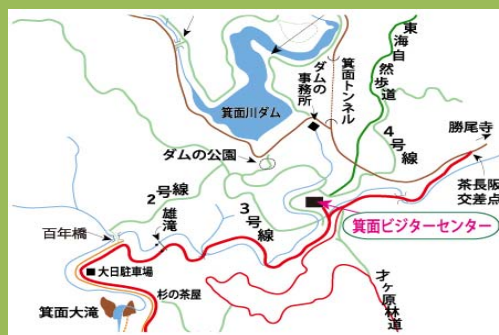 東海自然歩道
箕面トンネル
ダムの事務所
箕面川ダム
4号線
勝尾寺
ダムの公園
茶長阪
交差点
2号線
雄滝
3号線
箕面ビジターセンター
百年橋
大日駐車場
杉の茶屋
箕面大滝
才ヶ原林道